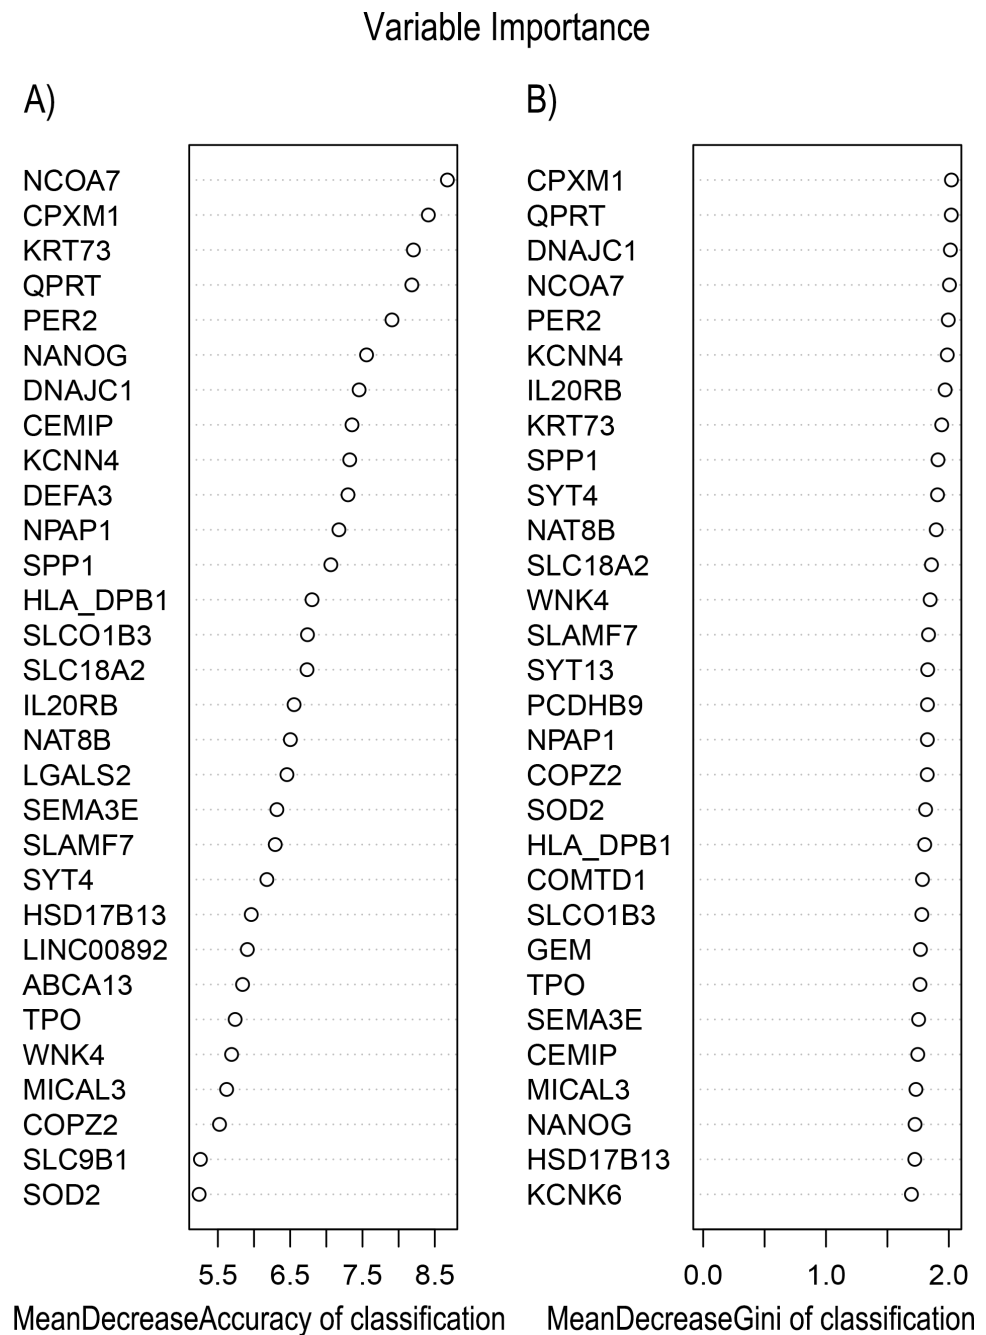 Variable Importance
A)
NCOA7
CPXM1
KRT73
QPRT
PER2
NANOG
DNAJC1
CEMIP
KCNN4
DEFA3
NPAP1
SPP1
HLA_DPB1
SLCO1B3
SLC18A2
IL20RB
NAT8B
LGALS2
SEMA3E
SLAMF7
SYT4
HSD17B13
LINC00892
ABCA13
TPO
WNK4
MICAL3
COPZ2
SLC9B1
SOD2
5.5 6.5 7.5 8.5
MeanDecreaseAccuracy of classification
B)
CPXM1
QPRT
DNAJC1
NCOA7
PER2
KCNN4
IL20RB
KRT73
SPP1
SYT4
NAT8B
SLC18A2
WNK4
SLAMF7
SYT13
PCDHB9
NPAP1
COPZ2
SOD2
HLA_DPB1
COMTD1
SLCO1B3
GEM
TPO
SEMA3E
CEMIP
MICAL3
NANOG
HSD17B13
KCNK6
0.0 1.0 2.0
MeanDecreaseGini of classification